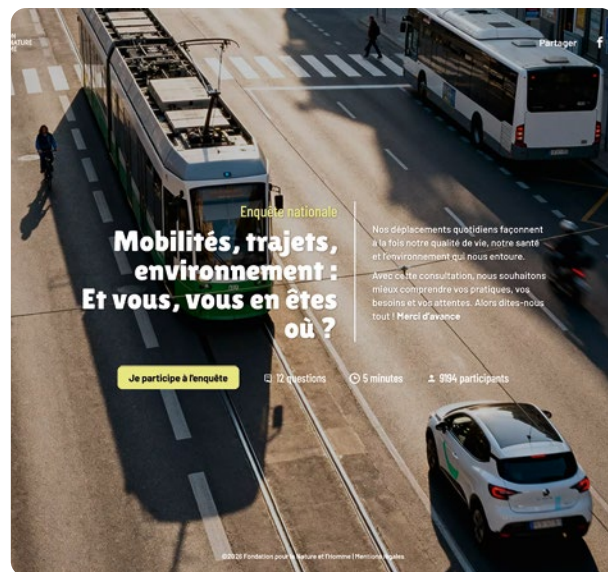 NATURE
Partager
Enquête nationale
Mobilités, trajets,
environnement :
Et vous, vous en êtes
où ?
Nos déplacements quotidiens façonnent
à la fois notre qualité de vie, notre santé
et l'environnement qui nous entoure.
Avec cette consultation, nous souhaitons
mieux comprendre vos pratiques, vos
besoins et vos attentes. Alors dites-nous
tout ! Merci d'avance
Je participe à l'enquête
12 questions
5 minutes
9194 participants
©2026 Fondation pour la Nature et l'Homme | Mentions légales